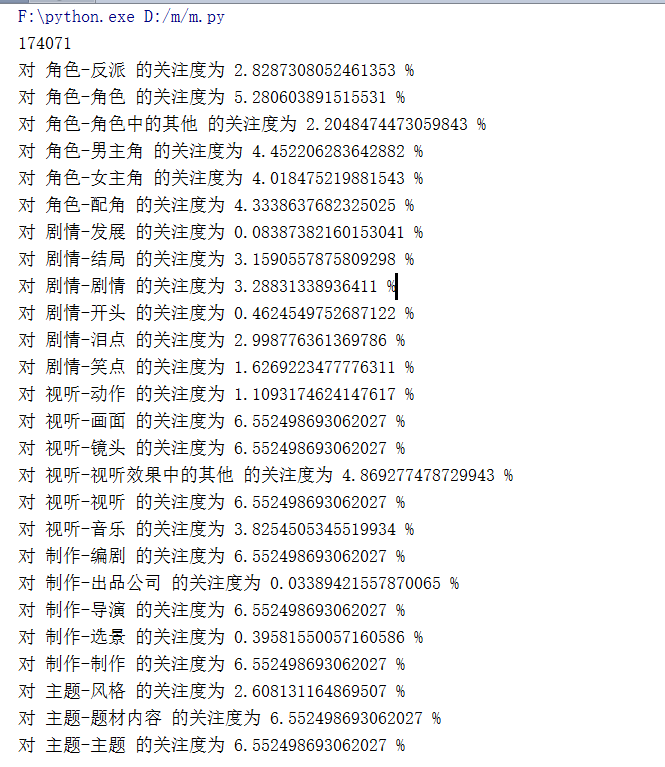 F:\python.exe D:/m/m.py
174071
对 角色-反派 的关注度为 2.8287308052461353 %
对 角色-角色 的关注度为 5.280603891515531 %
对 角色-角色中的其他 的关注度为 2.2048474473059843 %
对 角色-男主角 的关注度为 4.452206283642882 %
对 角色-女主角 的关注度为 4.018475219881543 %
对 角色-配角 的关注度为 4.3338637682325025 %
对 剧情-发展 的关注度为 0.08387382160153041 %
对 剧情-结局 的关注度为 3.1590557875809298 %
对 剧情-剧情 的关注度为 3.28831338936411 %
对 剧情-开头 的关注度为 0.4624549752687122 %
对 剧情-泪点 的关注度为 2.998776361369786 %
对 剧情-笑点 的关注度为 1.6269223477776311 %
对 视听-动作 的关注度为 1.1093174624147617 %
对 视听-画面 的关注度为 6.552498693062027 %
对 视听-镜头 的关注度为 6.552498693062027 %
对 视听-视听效果中的其他 的关注度为 4.869277478729943 %
对 视听-视听 的关注度为 6.552498693062027 %
对 视听-音乐 的关注度为 3.8254505345519934 %
对 制作-编剧 的关注度为 6.552498693062027 %
对 制作-出品公司 的关注度为 0.03389421557870065 %
对 制作-导演 的关注度为 6.552498693062027 %
对 制作-选景 的关注度为 0.39581550057160586 %
对 制作-制作 的关注度为 6.552498693062027 %
对 主题-风格 的关注度为 2.608131164869507 %
对 主题-题材内容 的关注度为 6.552498693062027 %
对 主题-主题 的关注度为 6.552498693062027 %